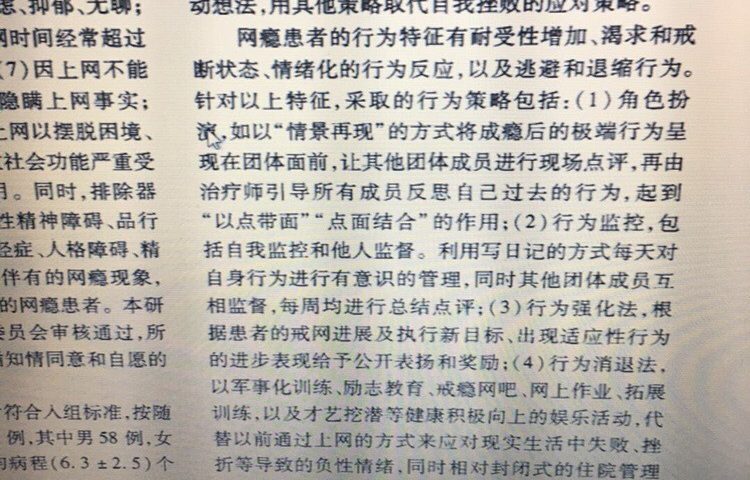 虑、抑郁、无聊；
网时间经常超过
（7）因上网不能
隐瞒上网事实；
上网以摆脱困境、
社会功能严重受
同时，排除器
性精神障碍、品行
经症、人格障碍、精
伴有的网瘾现象，
的网瘾患者。本研
委员会审核通过，所
知情同意和自愿的
符合入组标准，按随
例，其中男 58 例，女
病程（6.3 ± 2.5）个
动想法，用其他策略取代自我挫败的应对策略。
网瘾患者的行为特征有耐受性增加、渴求和戒
断状态、情绪化的行为反应，以及逃避和退缩行为。
针对以上特征，采取的行为策略包括：（1）角色扮
演，如以“情景再现”的方式将成瘾后的极端行为呈
现在团体面前，让其他团体成员进行现场点评，再由
治疗师引导所有成员反思自己过去的行为，起到
“以点带面”“点面结合”的作用；（2）行为监控，包
括自我监控和他人监督。利用写日记的方式每天对
自身行为进行有意识的管理，同时其他团体成员互
相监督，每周均进行总结点评；（3）行为强化法，根
据患者的戒网进展及执行新目标、出现适应性行为
的进步表现给予公开表扬和奖励；（4）行为消退法，
以军事化训练、励志教育、戒瘾网吧、网上作业、拓展
训练，以及才艺挖潜等健康积极向上的娱乐活动，代
替以前通过上网的方式来应对现实生活中失败、挫
折等导致的负性情绪，同时相对封闭式的住院管理